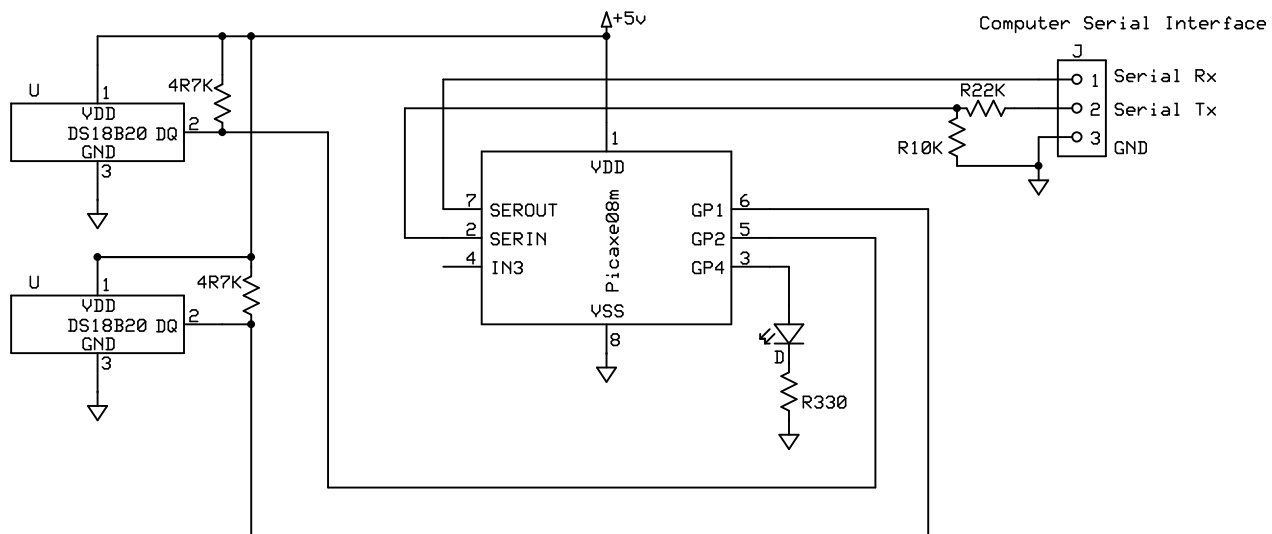 +5v
Computer Serial Interface
J
1 Serial Rx
2 Serial Tx
3 GND
R22K
R10K
4R7K
U
1
VDD
DS18B20 DQ 2
GND
3
4R7K
U
1
VDD
DS18B20 DQ 2
GND
3
1
VDD
Picaxe08m
7 SEROUT
2 SERIN
4 IN3
GP1 6
GP2 5
GP4 3
VSS
8
D
R330